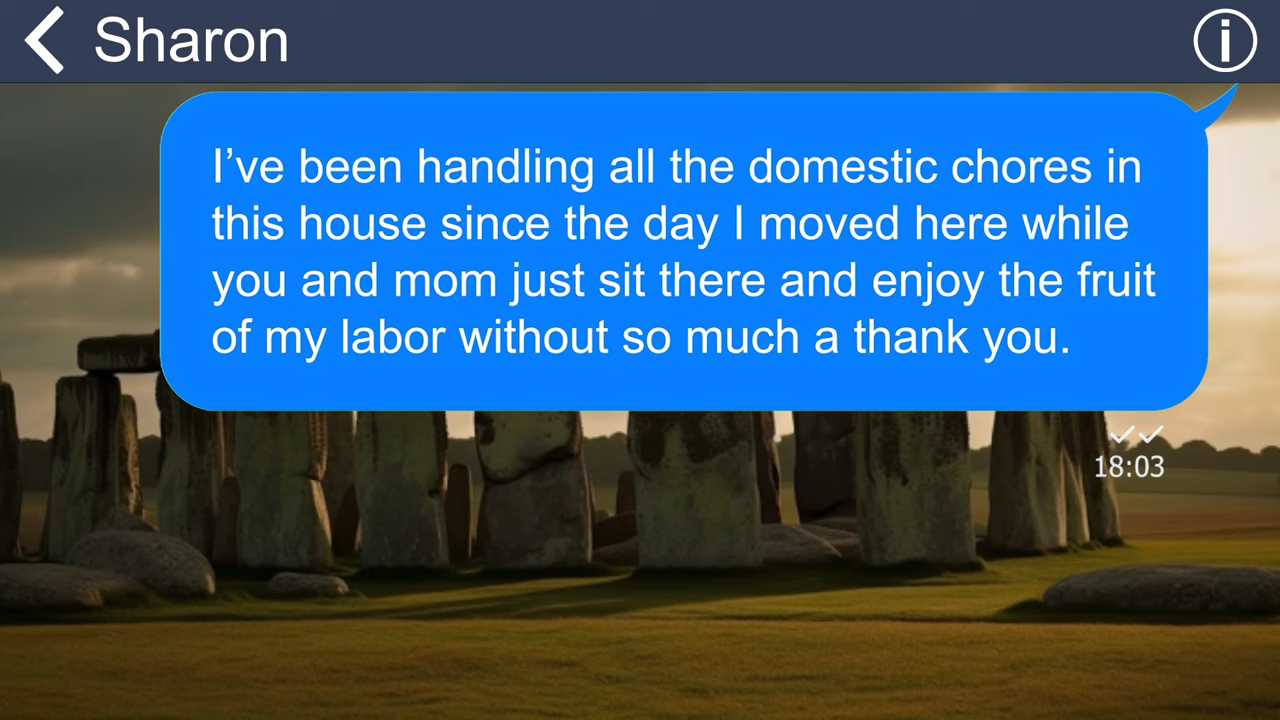 Sharon
I’ve been handling all the domestic chores in
this house since the day I moved here while
you and mom just sit there and enjoy the fruit
of my labor without so much a thank you.
18:03